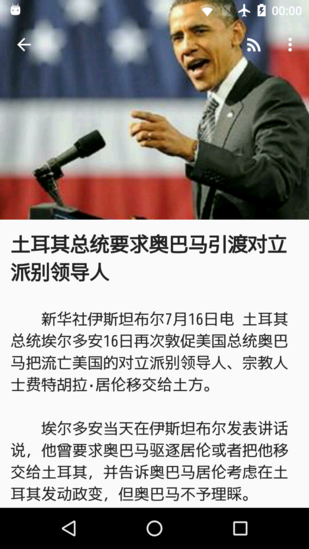 00:00
土耳其总统要求奥巴马引渡对立
派别领导人
新华社伊斯坦布尔7月16日电 土耳其
总统埃尔多安16日再次敦促美国总统奥巴
马把流亡美国的对立派别领导人、宗教人
士费特胡拉·居伦移交给土方。
埃尔多安当天在伊斯坦布尔发表讲话
说，他曾要求奥巴马驱逐居伦或者把他移
交给土耳其，并告诉奥巴马居伦考虑在土
耳其发动政变，但奥巴马不予理睬。